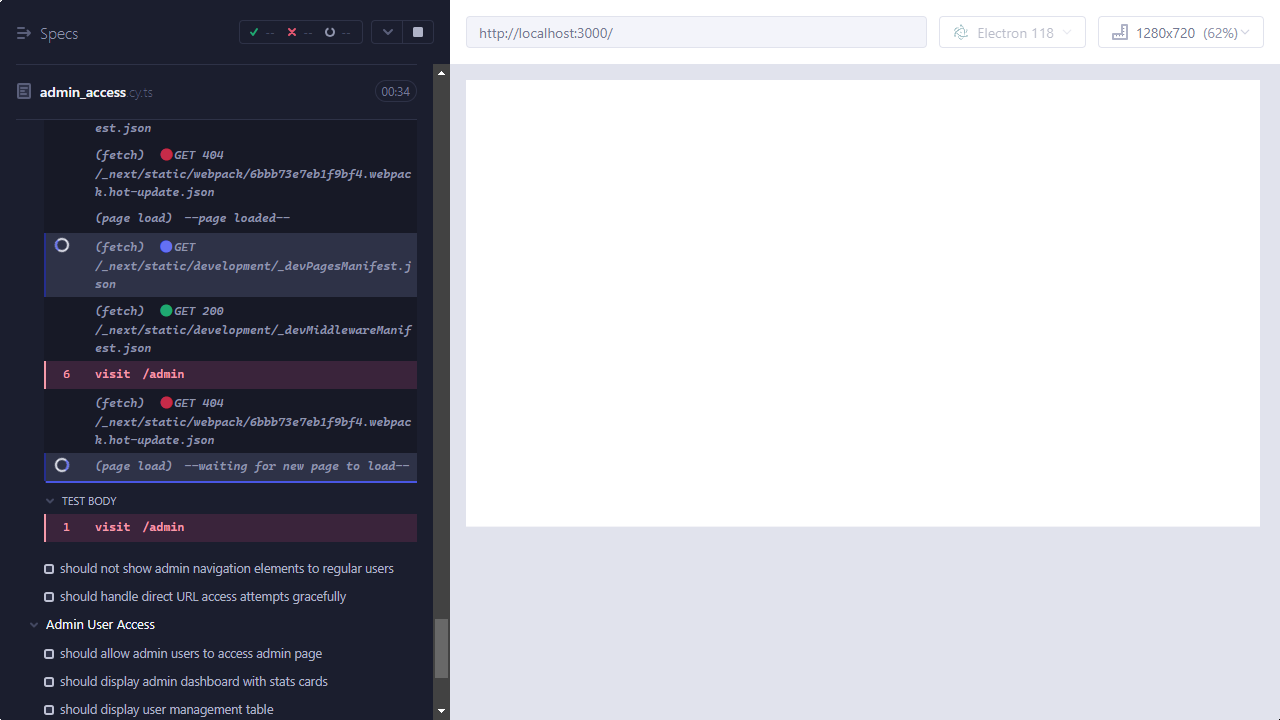 Specs
--
--
--
admin_access.cy.ts
00:34
est.json
(fetch) GET 404
/_next/static/webpack/6bbb73e7eb1f9bf4.webpac
k.hot-update.json
(page load) --page loaded--
(fetch) GET
/_next/static/development/_devPagesManifest.j
son
(fetch) GET 200
/_next/static/development/_devMiddlewareManif
est.json
6 visit /admin
(fetch) GET 404
/_next/static/webpack/6bbb73e7eb1f9bf4.webpac
k.hot-update.json
(page load) --waiting for new page to load--
TEST BODY
1 visit /admin
should not show admin navigation elements to regular users
should handle direct URL access attempts gracefully
Admin User Access
should allow admin users to access admin page
should display admin dashboard with stats cards
should display user management table
http://localhost:3000/
Electron 118
1280x720 (62%)